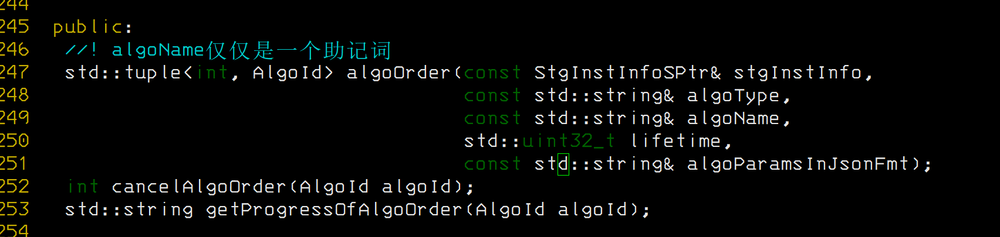 244
245 public:
246 //! algoName仅仅是一个助记词
247 std::tuple<int, AlgoId> algoOrder(const StgInstInfoSPtr& stgInstInfo,
248 const std::string& algoType,
249 const std::string& algoName,
250 std::uint32_t lifetime,
251 const std::string& algoParamsInJsonFmt);
252 int cancelAlgoOrder(AlgoId algoId);
253 std::string getProgressOfAlgoOrder(AlgoId algoId);
254